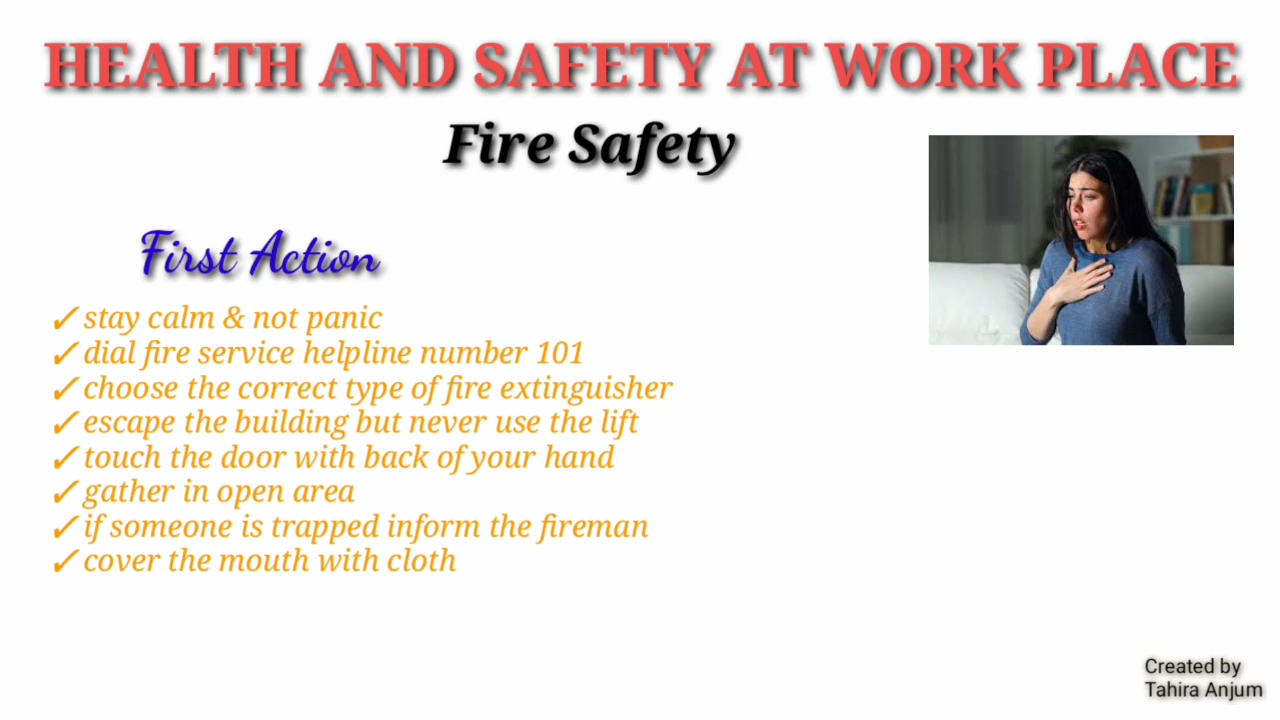 HEALTH AND SAFETY AT WORK PLACE
Fire Safety
First Action
✓ stay calm & not panic
✓ dial fire service helpline number 101
✓ choose the correct type of fire extinguisher
✓ escape the building but never use the lift
✓ touch the door with back of your hand
✓ gather in open area
✓ if someone is trapped inform the fireman
✓ cover the mouth with cloth
Created by
Tahira Anjum